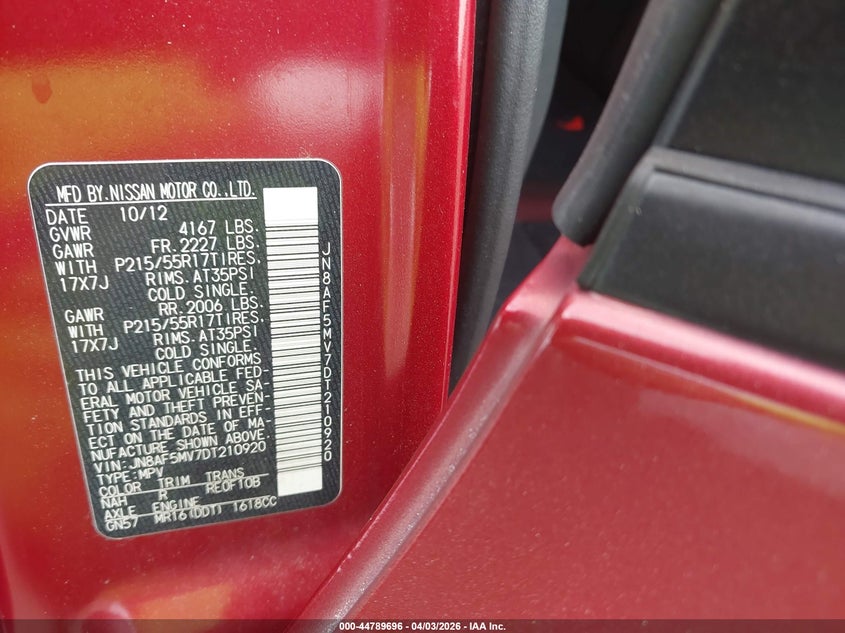 MFD BY.NISSAN MOTOR CO.,LTD.
DATE 10/12
GVWR 4167 LBS.
GAWR FR. 2227 LBS.
WITH P215/55R17TIRES.
17X7J RIMS. AT35PSI
COLD SINGLE.
GAWR RR. 2006 LBS.
WITH P215/55R17TIRES.
17X7J RIMS. AT35PSI
COLD SINGLE.
THIS VEHICLE CONFORMS
TO ALL APPLICABLE FED-
ERAL MOTOR VEHICLE SA-
FETY AND THEFT PREVEN-
TION STANDARDS IN EFF-
ECT ON THE DATE OF MA-
NUFACTURE SHOWN ABOVE.
VIN: JN8AF5MV7DT210920
TYPE: MPV
COLOR TRIM TRANS
NAH R RE0F10B
AXLE ENGINE
GN57 MR16(DDT) 1618CC
JN8AF5MV7DT210920
000-44789696 - 04/03/2026 - IAA Inc.